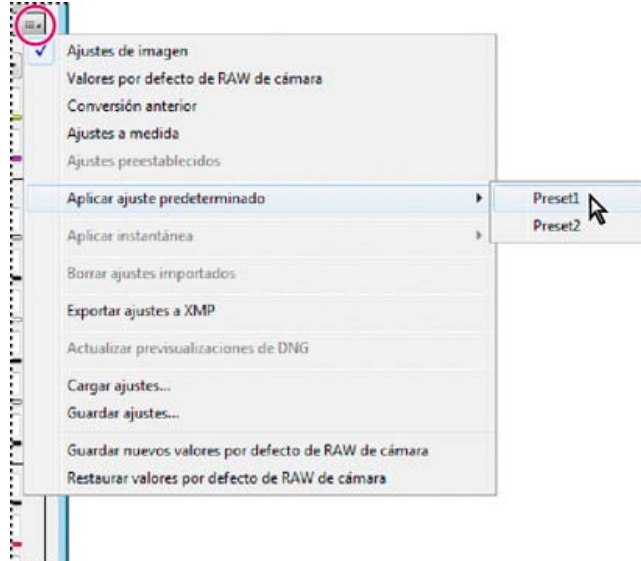 Ajustes de imagen
Valores por defecto de RAW de cámara
Conversión anterior
Ajustes a medida
Ajustes preestablecidos
Aplicar ajuste predeterminado
Preset1
Preset2
Aplicar instantánea
Borrar ajustes importados
Exportar ajustes a XMP
Actualizar previsualizaciones de DNG
Cargar ajustes...
Guardar ajustes...
Guardar nuevos valores por defecto de RAW de cámara
Restaurar valores por defecto de RAW de cámara